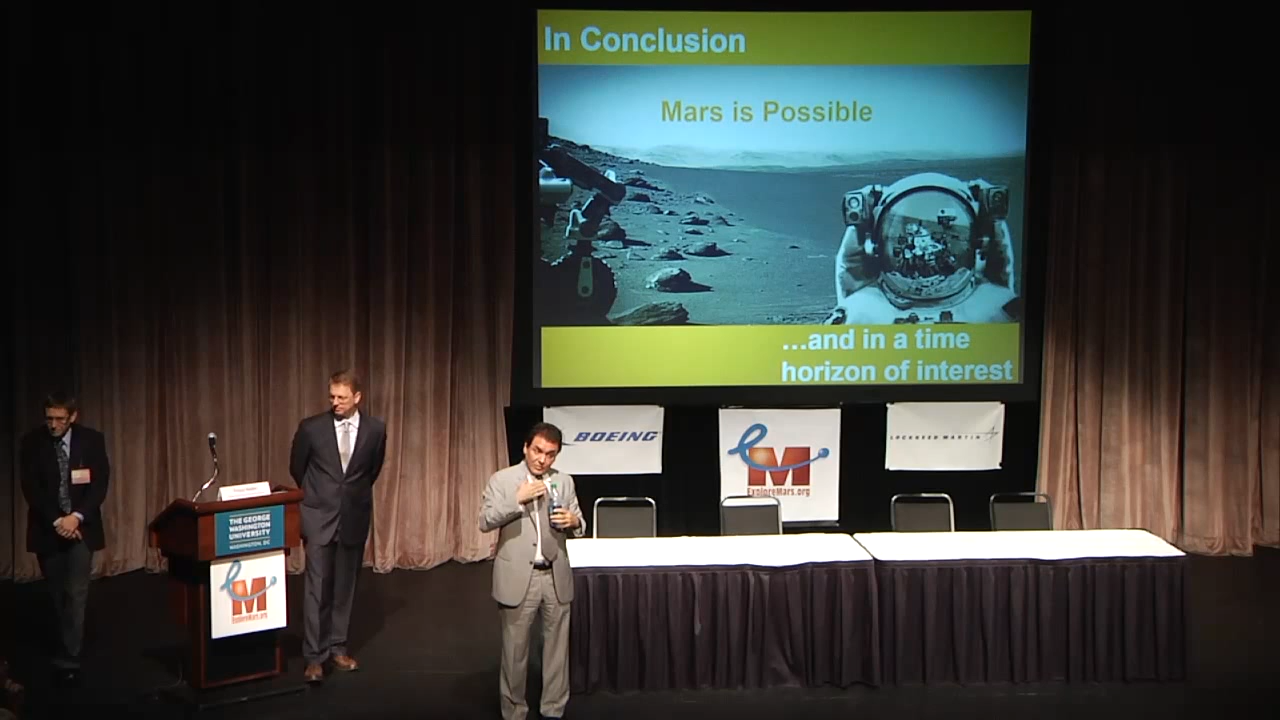 In Conclusion
Mars is Possible
...and in a time
horizon of interest
BOEING
M
ExploreMars.org
LOCKHEED MARTIN
THE GEORGE
WASHINGTON
UNIVERSITY
WASHINGTON, DC
M
ExploreMars.org